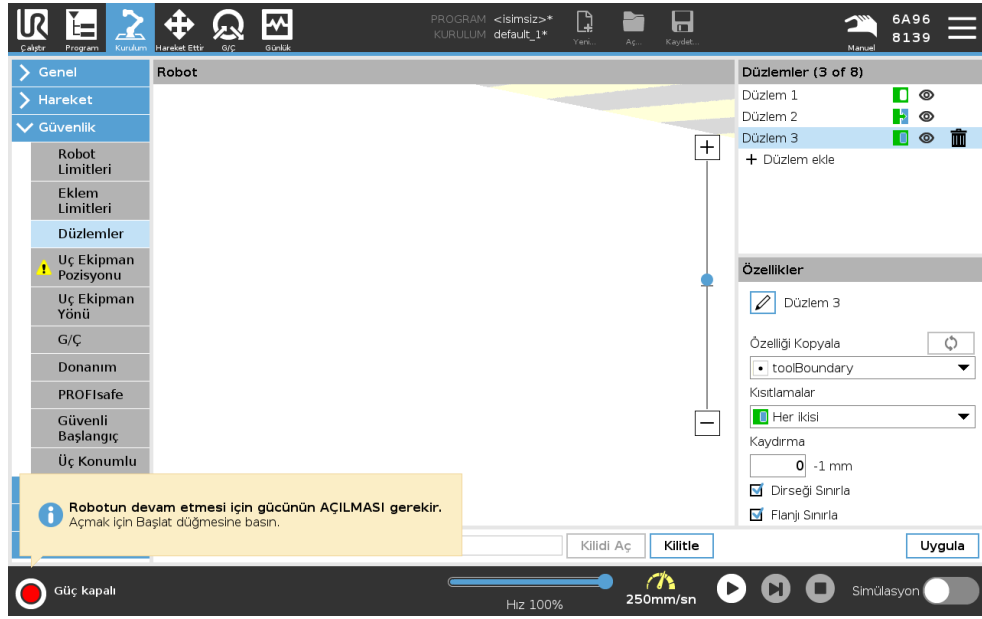 UR
PROGRAM <isimsiz>*
KURULUM default_1*
6A96
8139
Çalıştır
Program
Kurulum
Hareket Ettir
G/Ç
Günlük
Yeni...
Aç...
Kaydet...
Manuel
Genel
Hareket
Güvenlik
Robot
Limitleri
Eklem
Limitleri
Düzlemler
Uç Ekipman
Pozisyonu
Uç Ekipman
Yönü
G/Ç
Donanım
PROFIsafe
Güvenli
Başlangıç
Üç Konumlu
Robot
Düzlemler (3 of 8)
Düzlem 1
Düzlem 2
Düzlem 3
+ Düzlem ekle
Özellikler
Düzlem 3
Özelliği Kopyala
toolBoundary
Kısıtlamalar
Her ikisi
Kaydırma
0 -1 mm
Dirseği Sınırla
Flanjı Sınırla
Robotun devam etmesi için gücünün AÇILMASI gerekir.
Açmak için Başlat düğmesine basın.
Kilidi Aç
Kilitle
Uygula
Güç kapalı
Hız 100%
250mm/sn
Simülasyon